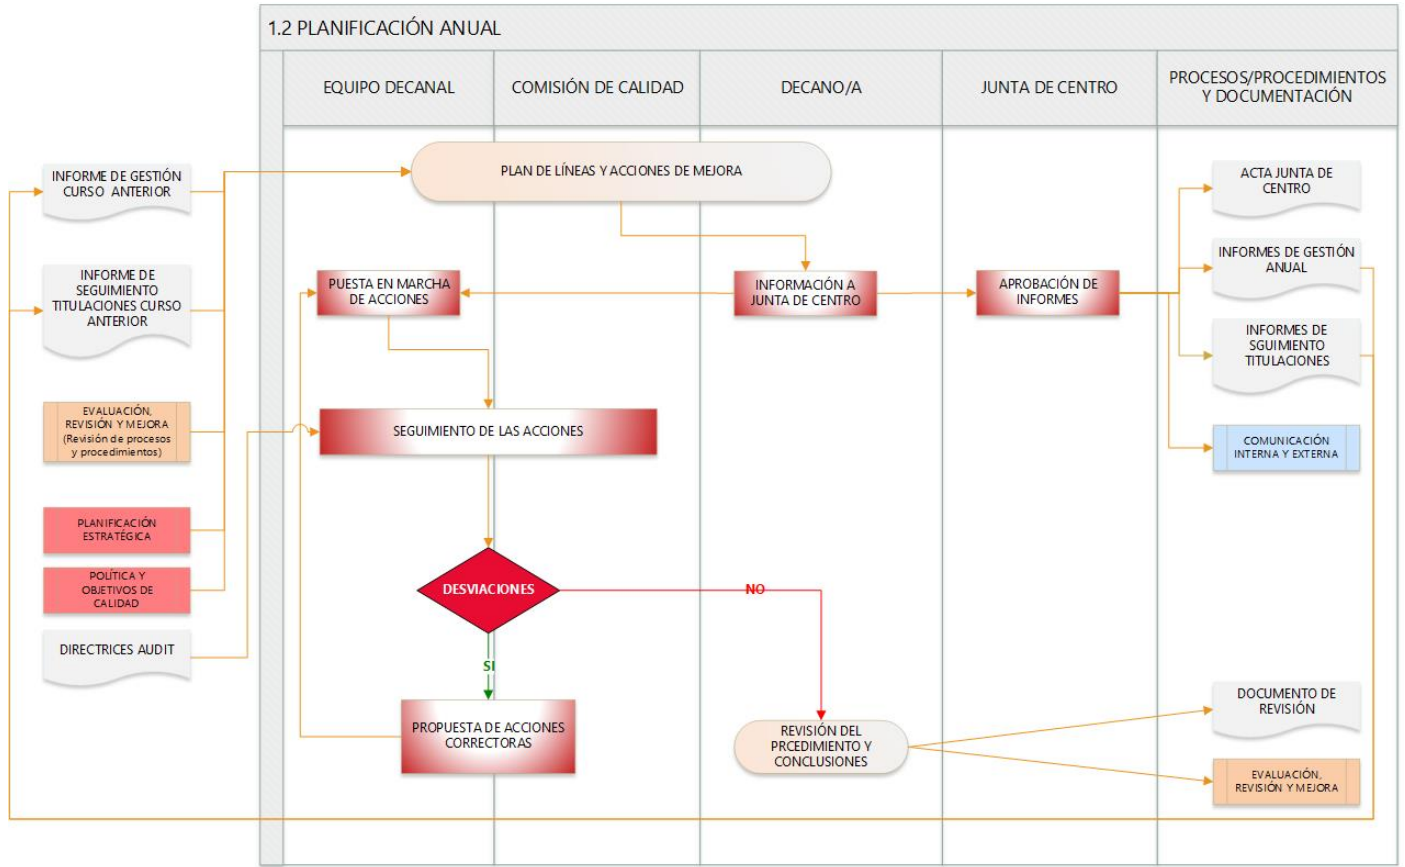 1.2 PLANIFICACIÓN ANUAL
EQUIPO DECANAL
COMISIÓN DE CALIDAD
DECANO/A
JUNTA DE CENTRO
PROCESOS/PROCEDIMIENTOS
Y DOCUMENTACIÓN
INFORME DE GESTIÓN
CURSO ANTERIOR
PLAN DE LÍNEAS Y ACCIONES DE MEJORA
ACTA JUNTA DE
CENTRO
INFORME DE
SEGUIMIENTO
TITULACIONES CURSO
ANTERIOR
PUESTA EN MARCHA
DE ACCIONES
INFORMACIÓN A
JUNTA DE CENTRO
APROBACIÓN DE
INFORMES
INFORMES DE GESTIÓN
ANUAL
INFORMES DE
SGUIMIENTO
TITULACIONES
EVALUACIÓN,
REVISIÓN Y MEJORA
(Revisión de procesos
y procedimientos)
SEGUIMIENTO DE LAS ACCIONES
COMUNICACIÓN
INTERNA Y EXTERNA
PLANIFICACIÓN
ESTRATÉGICA
POLÍTICA Y
OBJETIVOS DE
CALIDAD
DESVIACIONES
NO
DIRECTRICES AUDIT
SI
PROPUESTA DE ACCIONES
CORRECTORAS
REVISIÓN DEL
PRCEDIMIENTO Y
CONCLUSIONES
DOCUMENTO DE
REVISIÓN
EVALUACIÓN,
REVISIÓN Y MEJORA